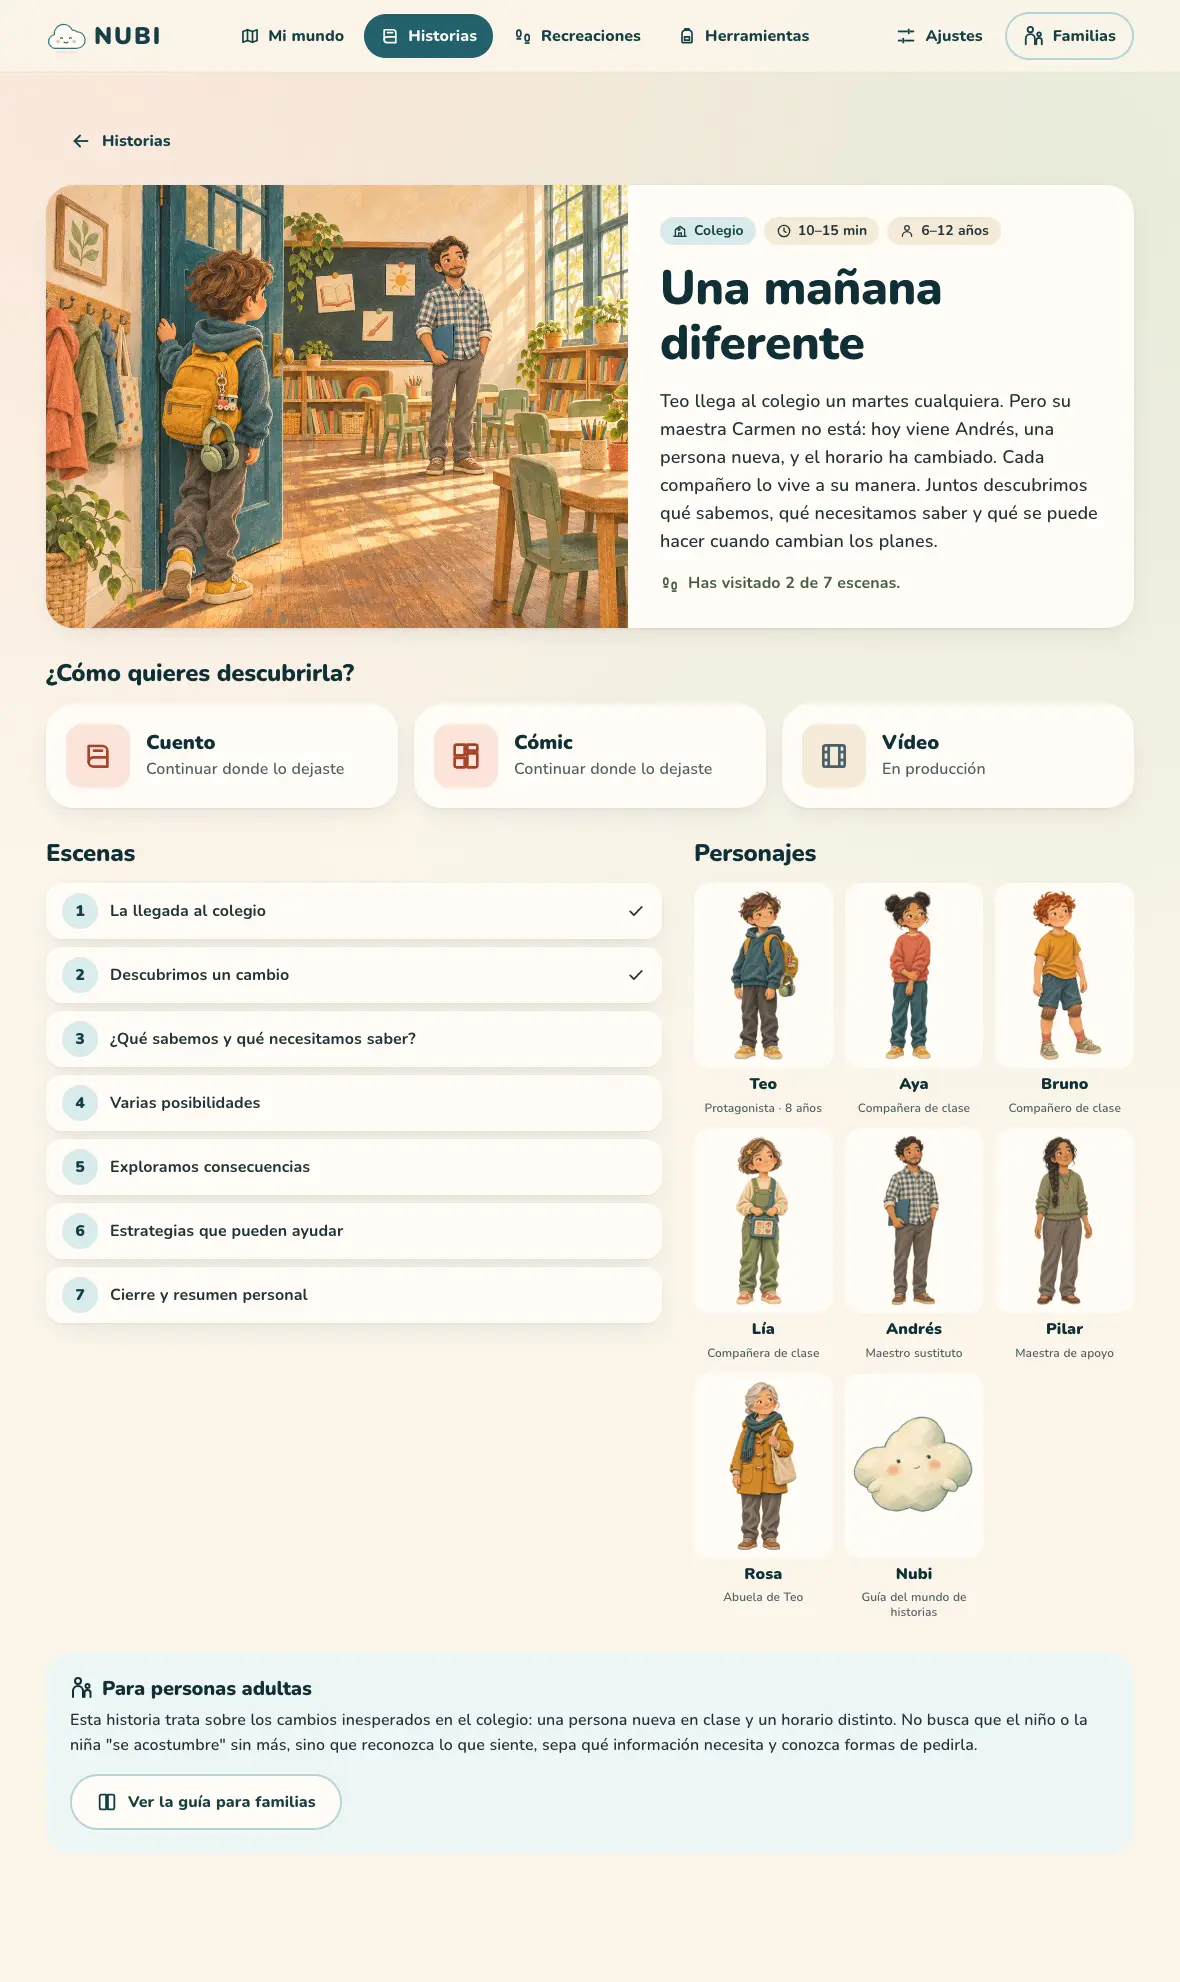 NUBI
Mi mundo
Historias
Recreaciones
Herramientas
Ajustes
Familias
Historias
Colegio
10–15 min
6–12 años
Una mañana
diferente
Teo llega al colegio un martes cualquiera. Pero su
maestra Carmen no está: hoy viene Andrés, una
persona nueva, y el horario ha cambiado. Cada
compañero lo vive a su manera. Juntos descubrimos
qué sabemos, qué necesitamos saber y qué se puede
hacer cuando cambian los planes.
Has visitado 2 de 7 escenas.
¿Cómo quieres descubrirla?
Cuento
Continuar donde lo dejaste
Cómic
Continuar donde lo dejaste
Vídeo
En producción
Escenas
1 La llegada al colegio
2 Descubrimos un cambio
3 ¿Qué sabemos y qué necesitamos saber?
4 Varias posibilidades
5 Exploramos consecuencias
6 Estrategias que pueden ayudar
7 Cierre y resumen personal
Personajes
Teo
Protagonista · 8 años
Aya
Compañera de clase
Bruno
Compañero de clase
Lía
Compañera de clase
Andrés
Maestro sustituto
Pilar
Maestra de apoyo
Rosa
Abuela de Teo
Nubi
Guía del mundo de
historias
Para personas adultas
Esta historia trata sobre los cambios inesperados en el colegio: una persona nueva en clase y un horario distinto. No busca que el niño o la
niña "se acostumbre" sin más, sino que reconozca lo que siente, sepa qué información necesita y conozca formas de pedirla.
Ver la guía para familias